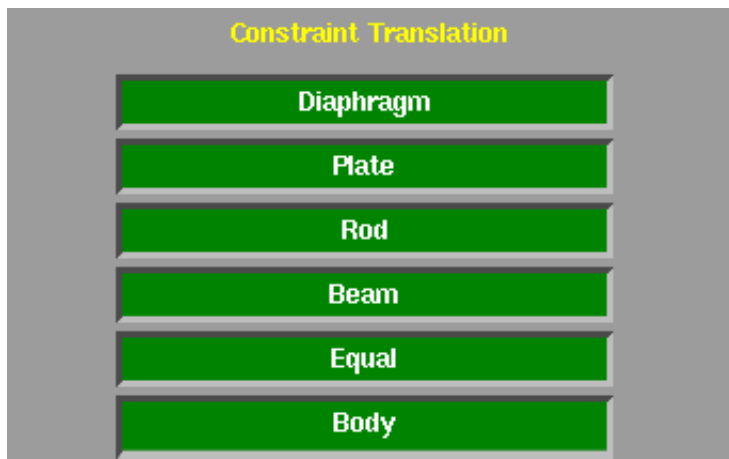 Constraint Translation
Diaphragm
Plate
Rod
Beam
Equal
Body